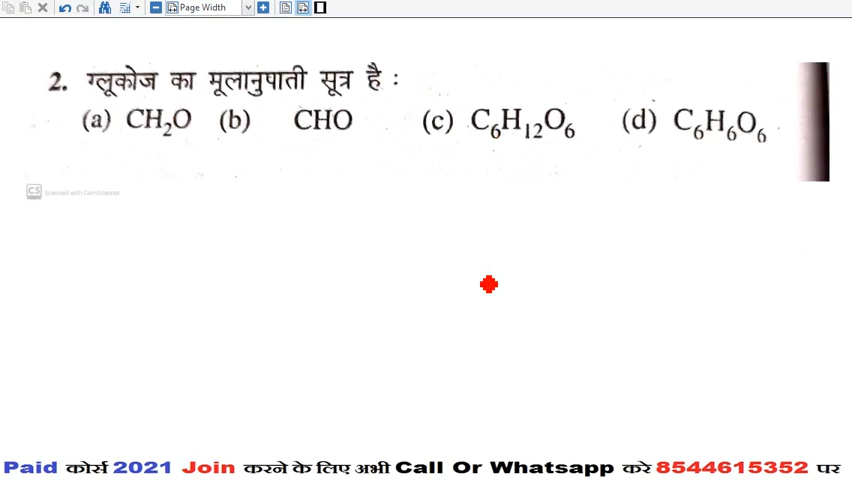 Page Width
2. ग्लूकोज का मूलानुपाती सूत्र है :
(a) CH₂O (b) CHO (c) C₆H₁₂O₆ (d) C₆H₆O₆
CS Scanned with CamScanner
Paid कोर्स 2021 Join करने के लिए अभी Call Or Whatsapp करे 8544615352 पर